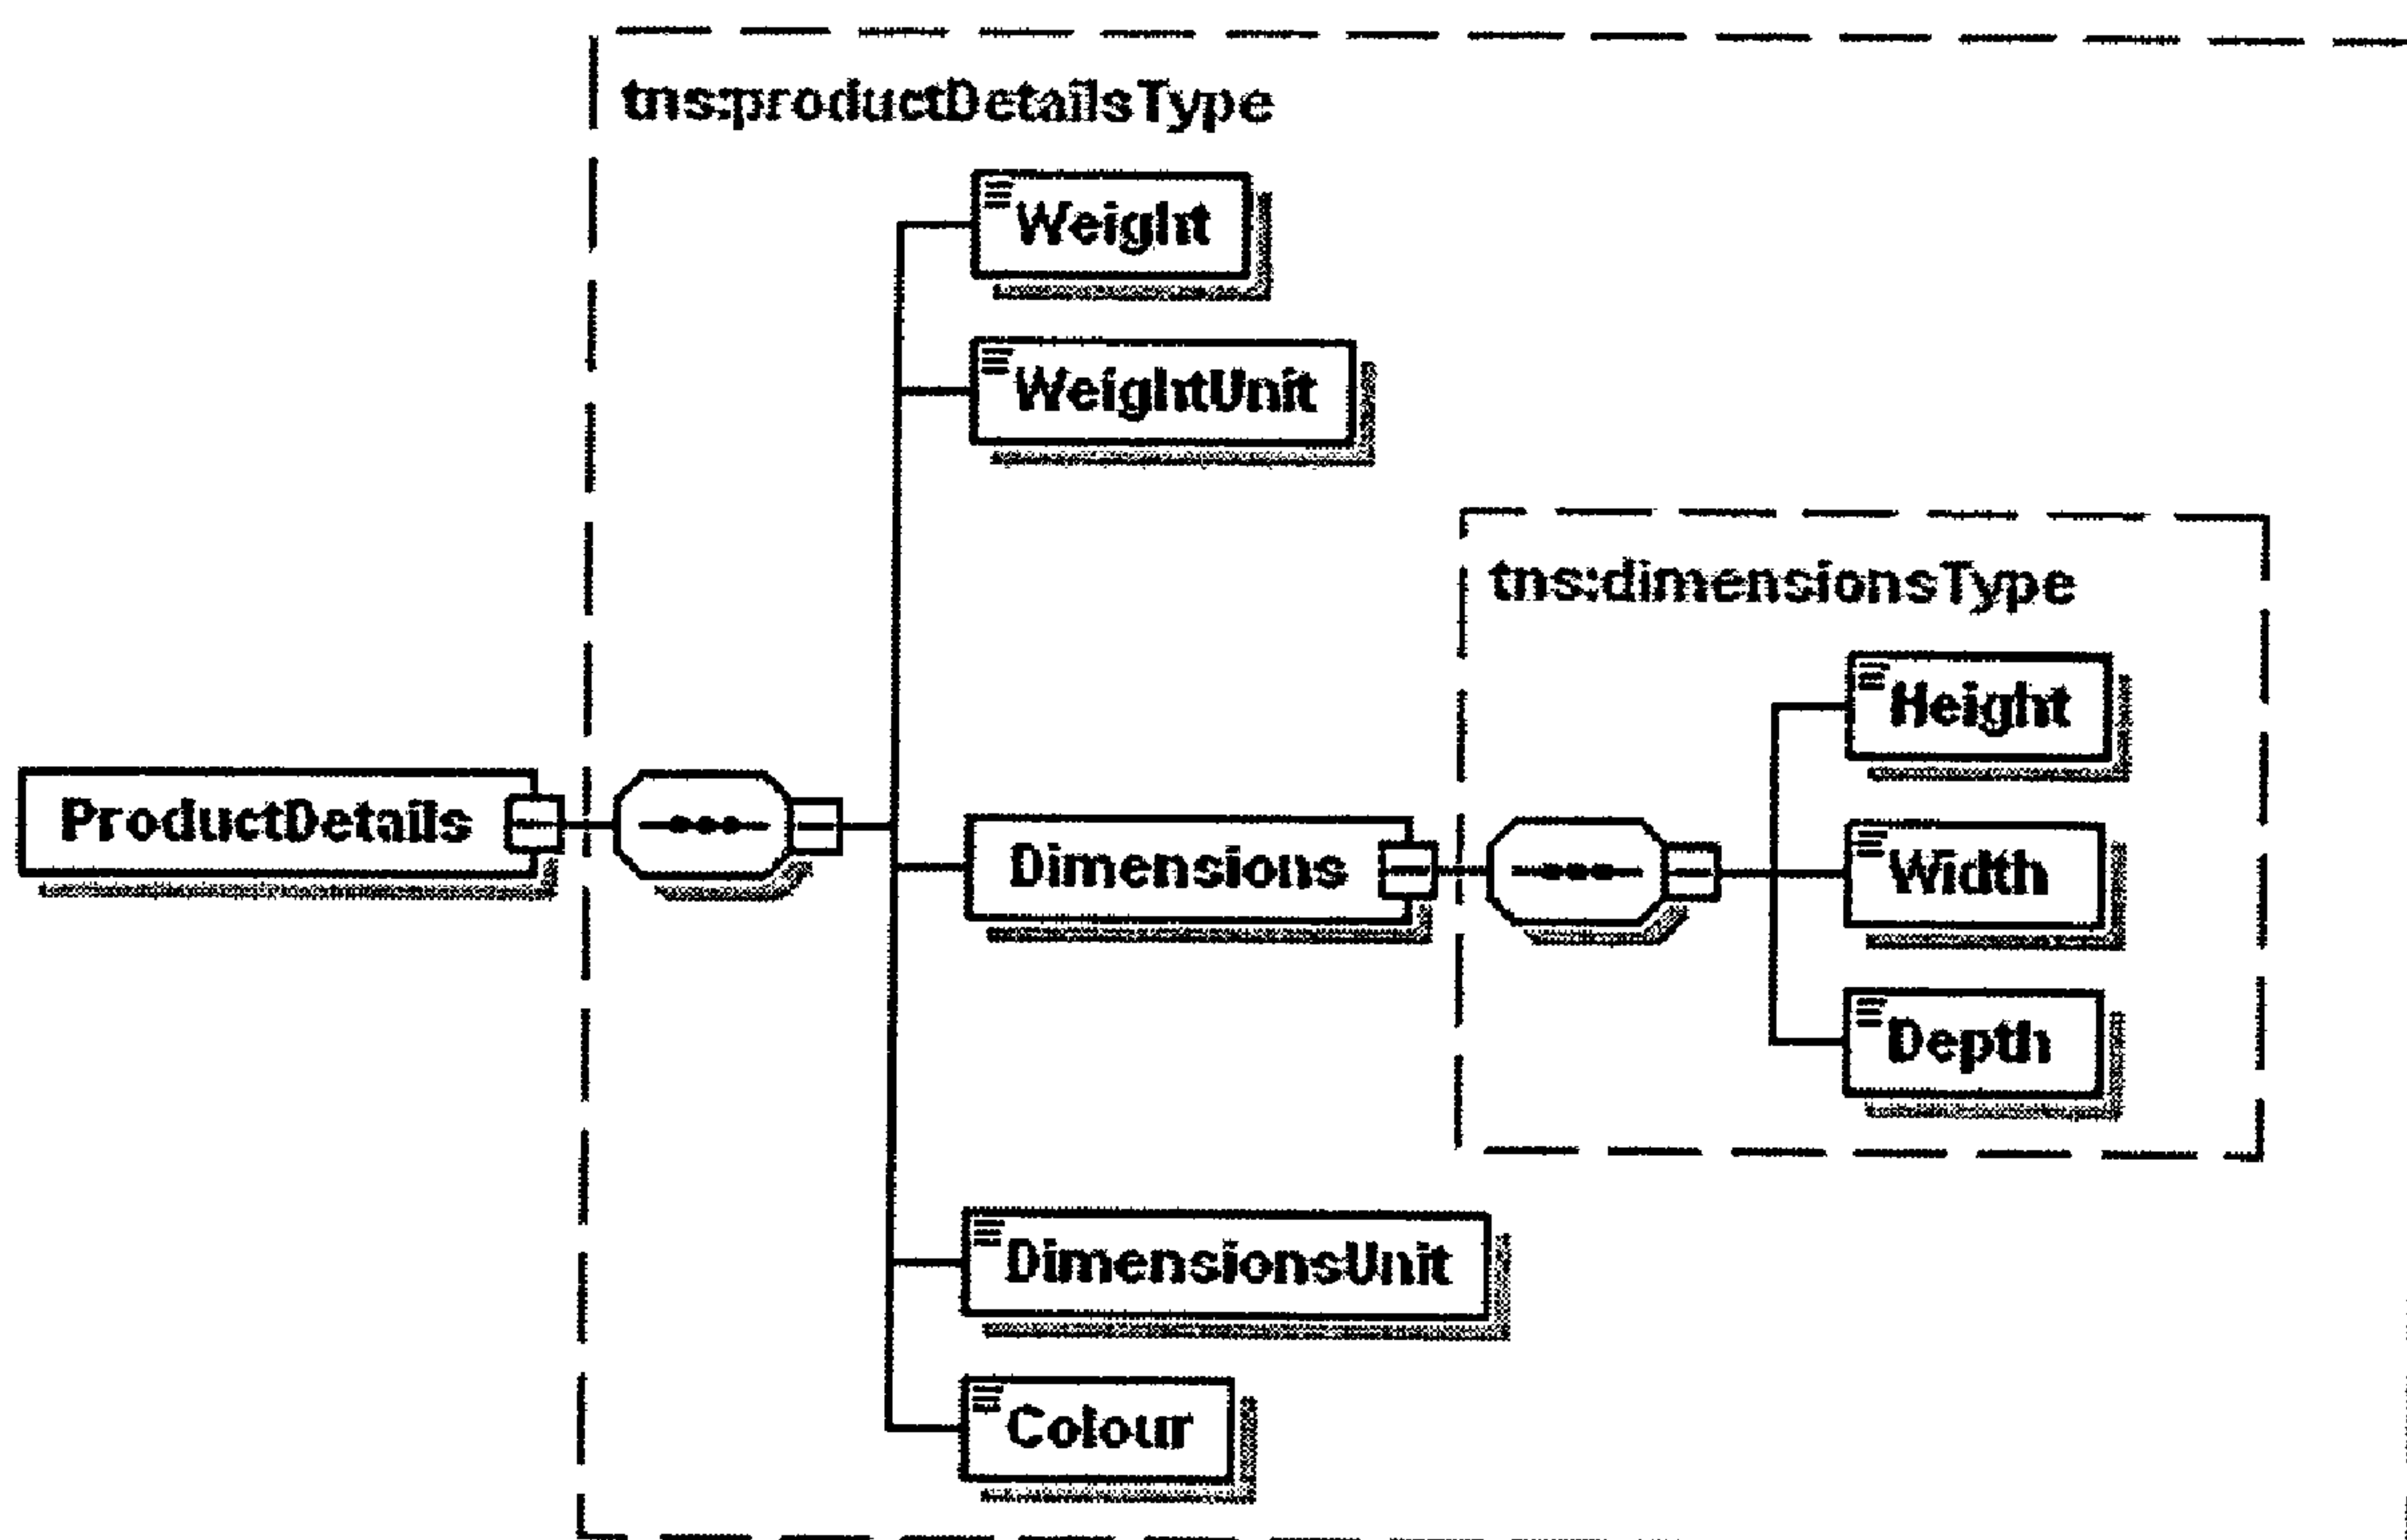 tns:productDetailsType
Weight
WeightUnit
tns:dimensionsType
Height
ProductDetails
Dimensions
Width
Depth
DimensionsUnit
Colour